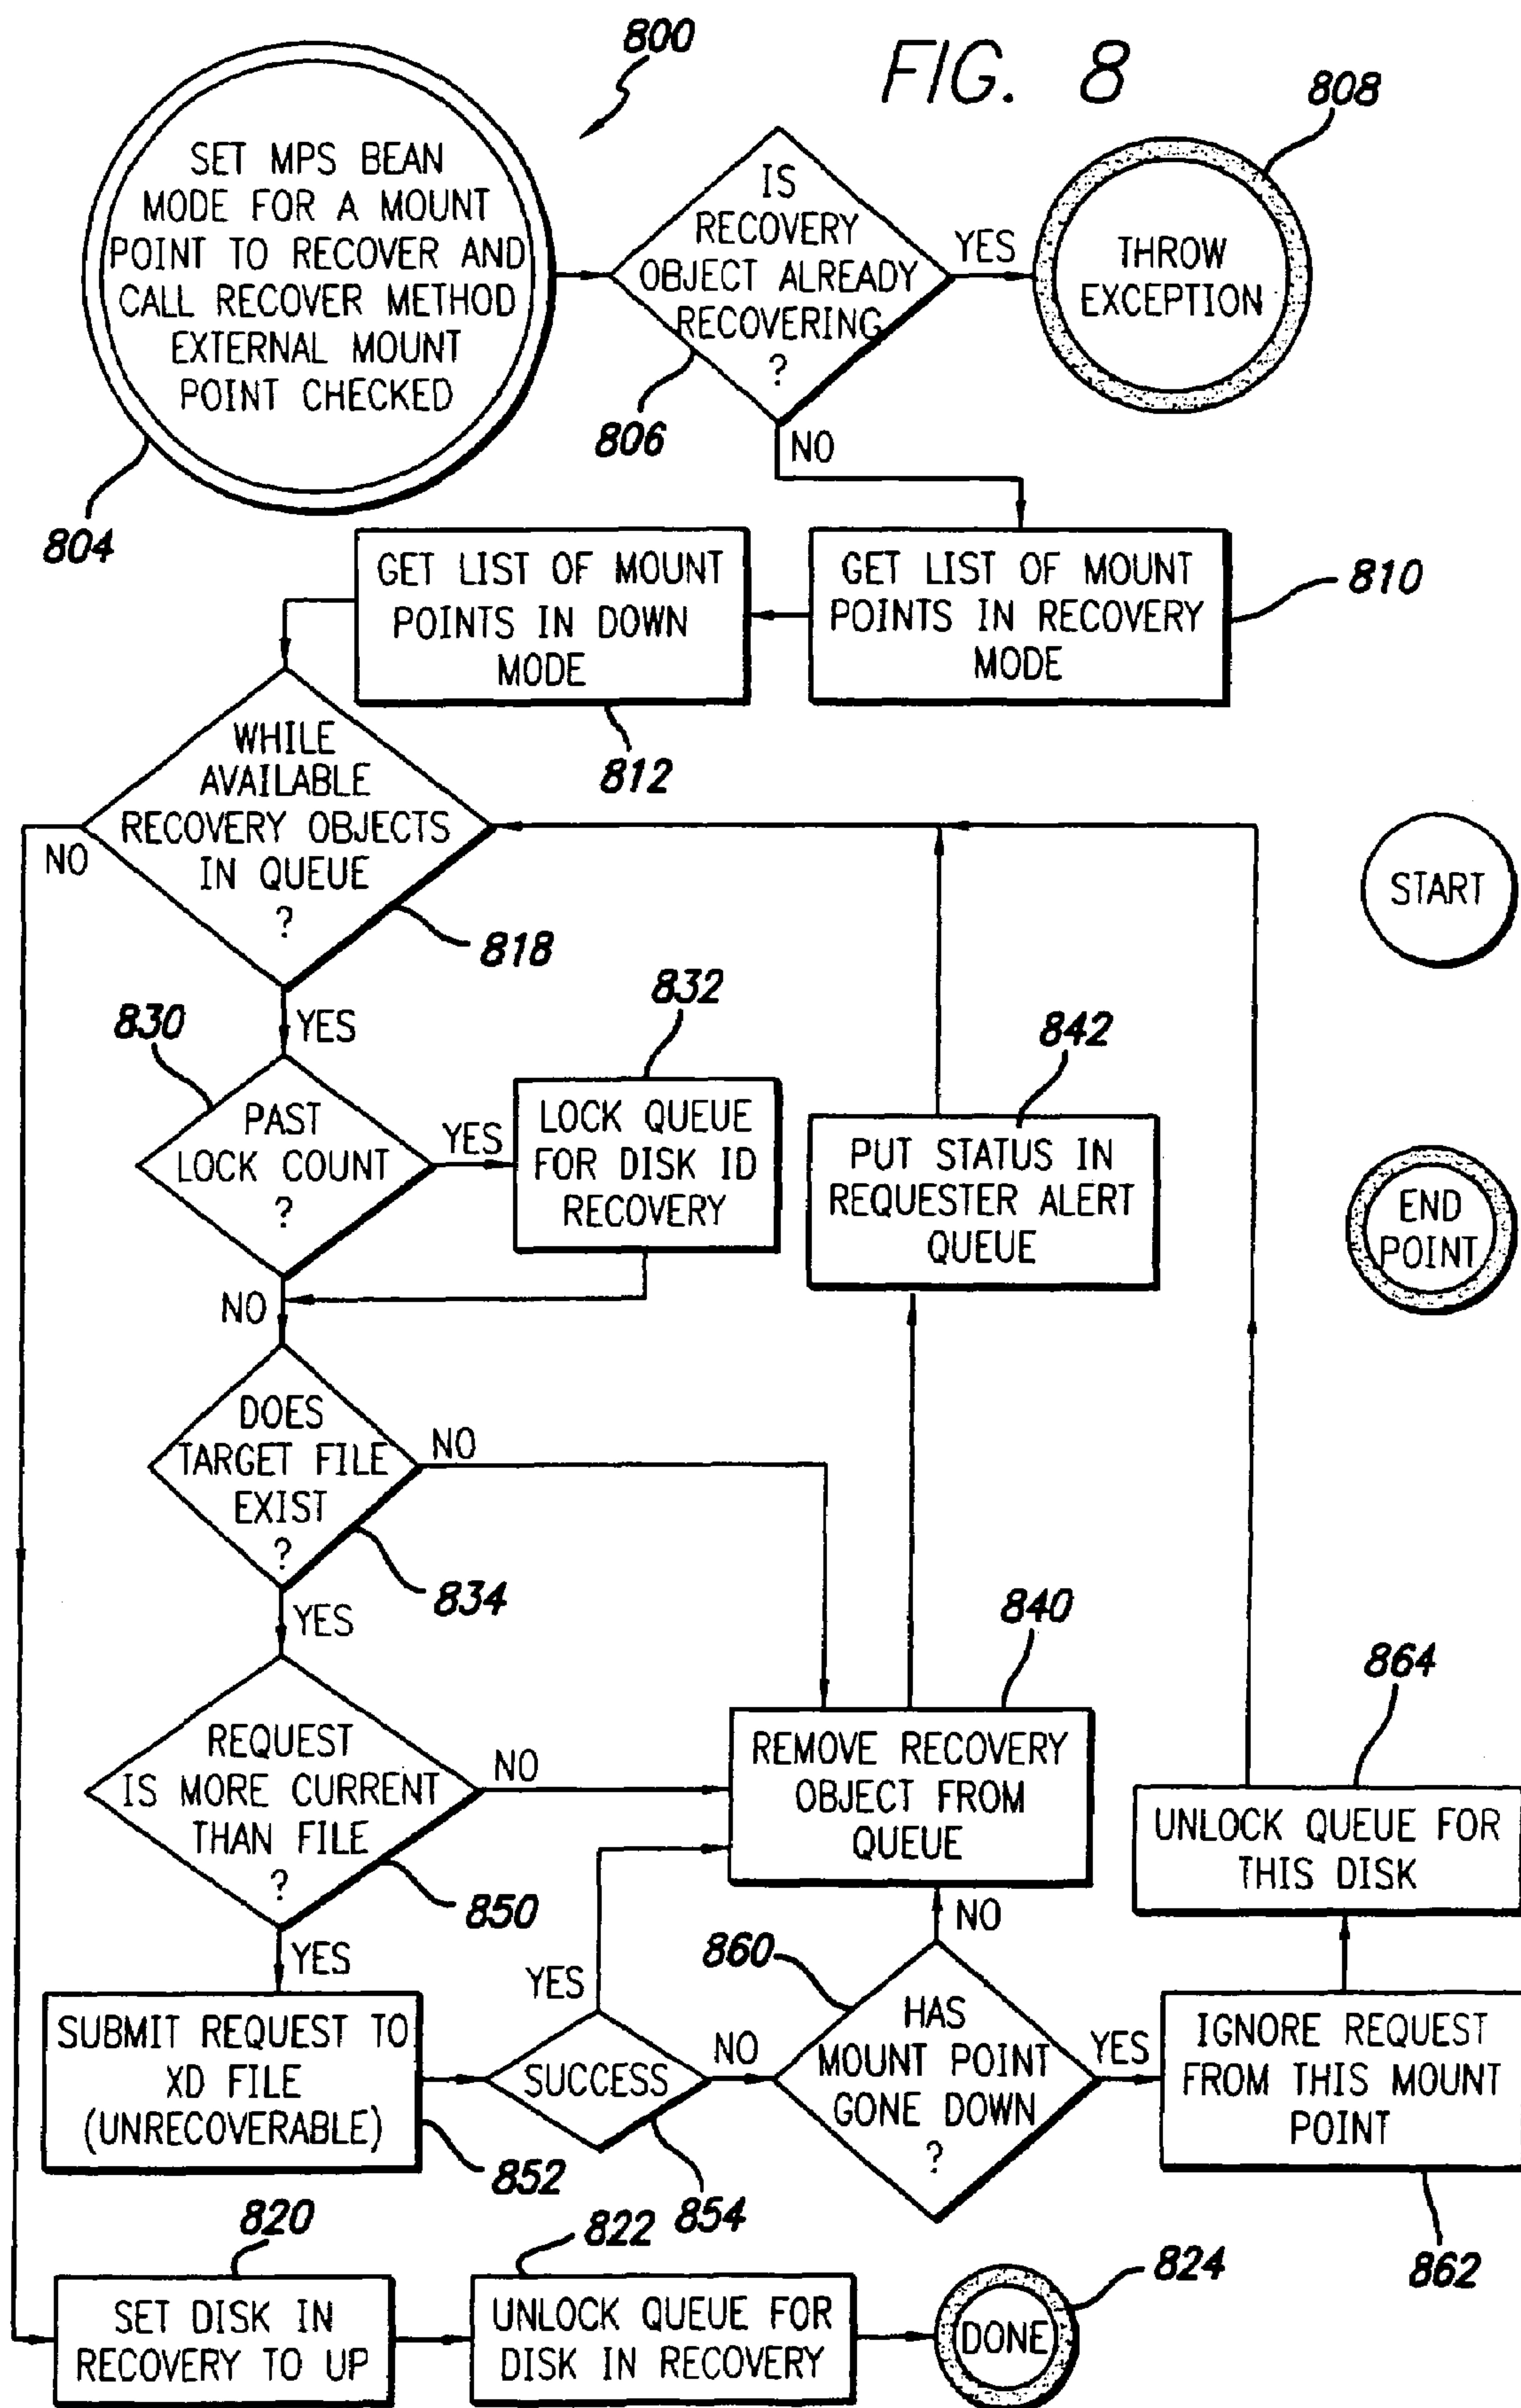 FIG. 8
800
SET MPS BEAN
MODE FOR A MOUNT
POINT TO RECOVER AND
CALL RECOVER METHOD
EXTERNAL MOUNT
POINT CHECKED
804
IS
RECOVERY
OBJECT ALREADY
RECOVERING
?
806
YES
THROW
EXCEPTION
808
NO
GET LIST OF MOUNT
POINTS IN RECOVERY
MODE
810
GET LIST OF MOUNT
POINTS IN DOWN
MODE
812
WHILE
AVAILABLE
RECOVERY OBJECTS
IN QUEUE
?
818
NO
YES
START
830
PAST
LOCK COUNT
?
YES
832
LOCK QUEUE
FOR DISK ID
RECOVERY
NO
842
PUT STATUS IN
REQUESTER ALERT
QUEUE
END
POINT
DOES
TARGET FILE
EXIST
?
834
NO
YES
REQUEST
IS MORE CURRENT
THAN FILE
?
850
NO
YES
840
REMOVE RECOVERY
OBJECT FROM
QUEUE
864
UNLOCK QUEUE FOR
THIS DISK
SUBMIT REQUEST TO
XD FILE
(UNRECOVERABLE)
852
YES
SUCCESS
854
NO
860
HAS
MOUNT POINT
GONE DOWN
?
NO
YES
IGNORE REQUEST
FROM THIS MOUNT
POINT
862
820
SET DISK IN
RECOVERY TO UP
822
UNLOCK QUEUE FOR
DISK IN RECOVERY
824
DONE